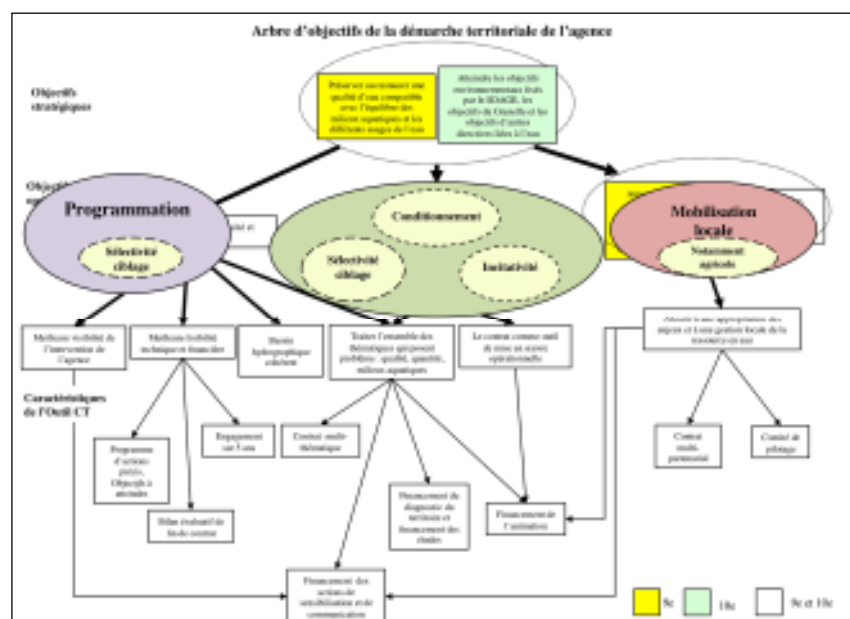 Arbre d'objectifs de la démarche territoriale de l'agence
Objectifs
stratégiques
Préserver ou restaurer une
qualité d'eau compatible
avec l'équilibre des
milieux aquatiques et les
différents usages de l'eau
Atteindre les objectifs
environnementaux fixés
par le SDAGE, les
objectifs du Grenelle et les
objectifs d'autres
directives liées à l'eau
Programmation
Sélectivité
ciblage
Conditionnement
Sélectivité
ciblage
Incitativité
Mobilisation
locale
Notamment
agricole
Meilleure visibilité de
l'intervention de
l'agence
Meilleure lisibilité
technique et financière
Bassin
hydrographique
cohérent
Traiter l'ensemble des
thématiques qui posent
problème: qualité, quantité,
milieux aquatiques
Le contrat comme outil
de mise en œuvre
opérationnelle
Aboutir à une appropriation des
enjeux et à une gestion locale de la
ressource en eau
Caractéristiques
de l'Outil CT
Programme
d'actions
précis,
Objectifs à
atteindre
Engagement
sur 5 ans
Contrat multi-
thématique
Contrat
multi-
partenarial
Comité de
pilotage
Bilan évaluatif de
fin de contrat
Financement du
diagnostic de
territoire et
financement des
études
Financement de
l'animation
Financement des
actions de
sensibilisation et de
communication
9e
10e
9e et 10e